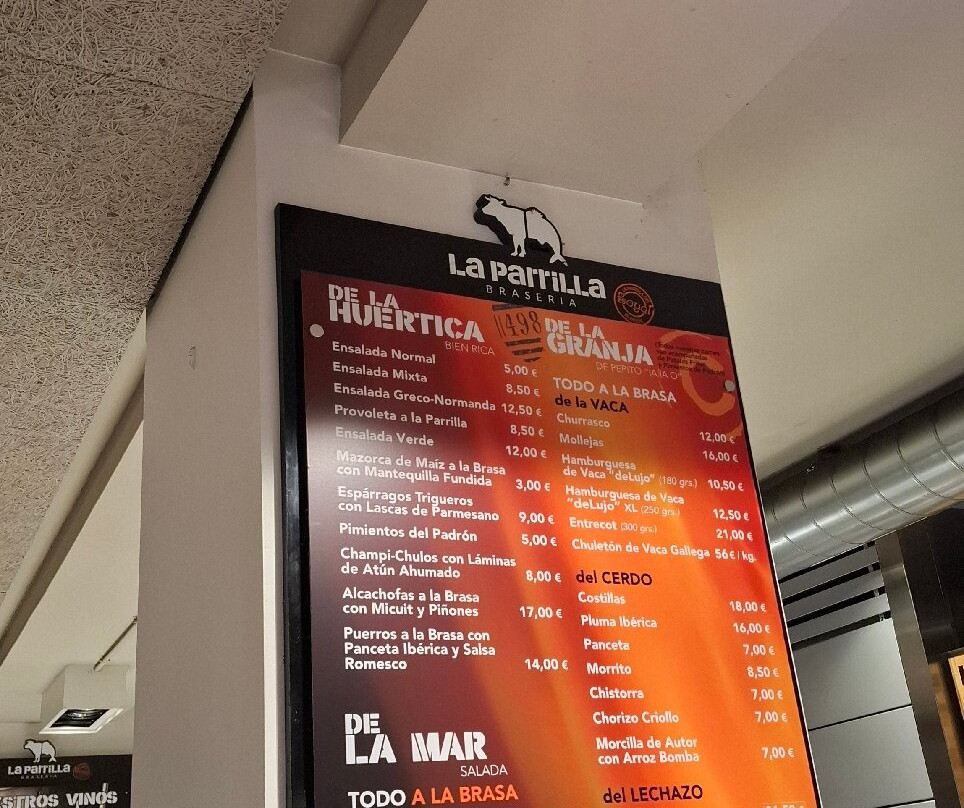 La Parrilla
BRASERIA
DE LA
HUERTICA
BIEN RICA
Ensalada Normal 5,00 €
Ensalada Mixta 8,50 €
Ensalada Greco-Normanda 12,50 €
Provoleta a la Parrilla 8,50 €
Ensalada Verde 12,00 €
Mazorca de Maíz a la Brasa
con Mantequilla Fundida 3,00 €
Espárragos Trigueros
con Lascas de Parmesano 9,00 €
Pimientos del Padrón 5,00 €
Champi-Chulos con Láminas
de Atún Ahumado 8,00 €
Alcachofas a la Brasa
con Micuit y Piñones 17,00 €
Puerros a la Brasa con
Panceta Ibérica y Salsa
Romesco 14,00 €
DE
LA MAR
SALADA
TODO A LA BRASA
1498
DE LA
GRANJA
DE PEPITO "IA IA O"
TODO A LA BRASA
de la VACA
Churrasco 12,00 €
Mollejas 16,00 €
Hamburguesa
de Vaca "deLujo" (180 grs.) 10,50 €
Hamburguesa de Vaca
"deLujo" XL (250 grs.) 12,50 €
Entrecot (300 grs.) 21,00 €
Chuletón de Vaca Gallega 56€/kg.
del CERDO
Costillas 18,00 €
Pluma Ibérica 16,00 €
Panceta 7,00 €
Morrito 8,50 €
Chistorra 7,00 €
Chorizo Criollo 7,00 €
Morcilla de Autor
con Arroz Bomba 7,00 €
del LECHAZO
La Parrilla
BRASERIA
STROS VINOS